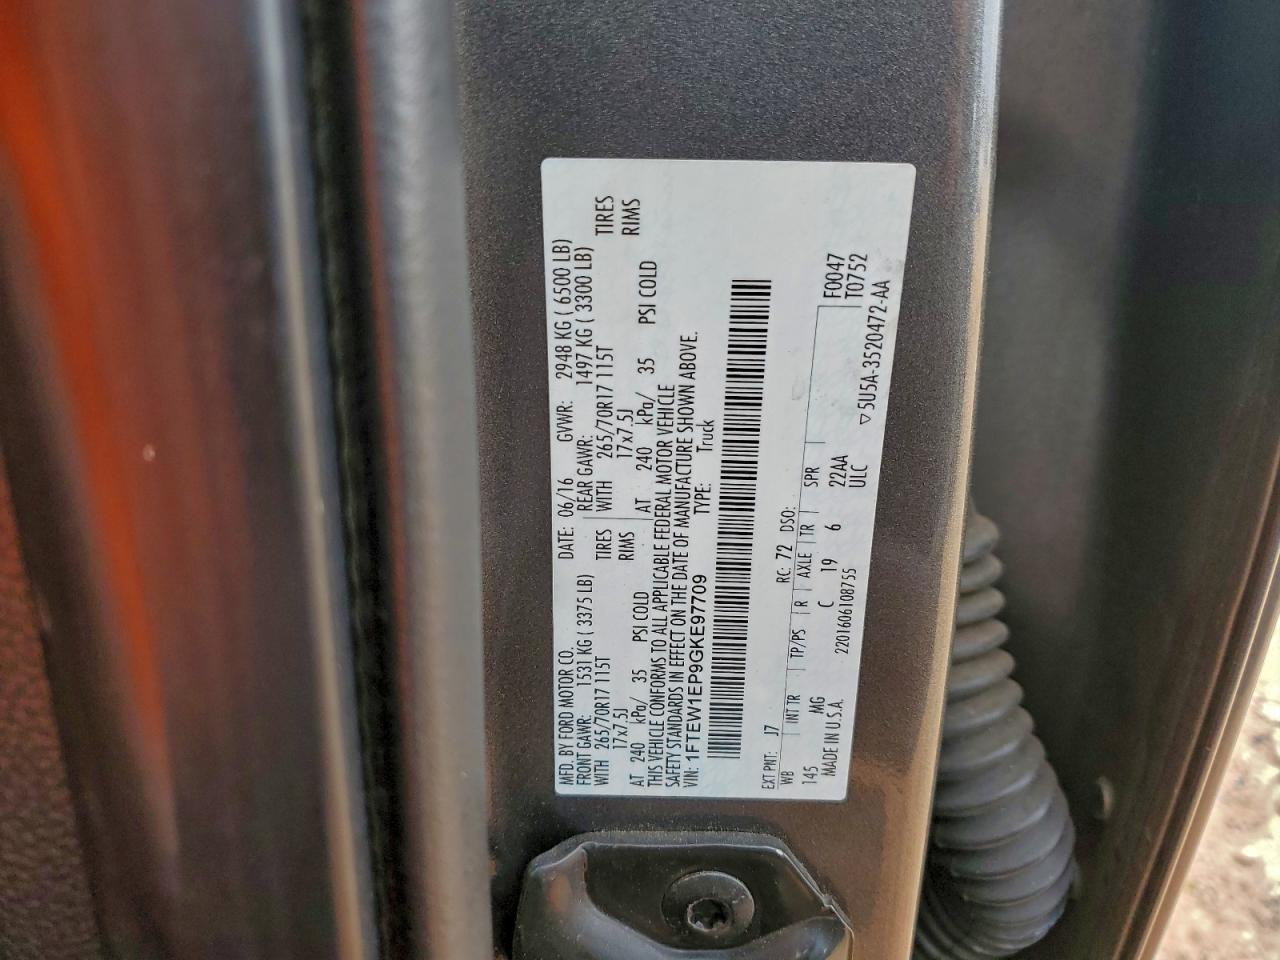 MFD. BY FORD MOTOR CO. DATE: 06/16 GVWR: 2948 KG ( 6500 LB)
FRONT GAWR: 1531 KG ( 3375 LB) REAR GAWR: 1497 KG ( 3300 LB)
WITH 265/70R17 115T TIRES WITH 265/70R17 115T TIRES
17x7.5J RIMS 17x7.5J RIMS
AT 240 kPa/ 35 PSI COLD AT 240 kPa/ 35 PSI COLD
THIS VEHICLE CONFORMS TO ALL APPLICABLE FEDERAL MOTOR VEHICLE
SAFETY STANDARDS IN EFFECT ON THE DATE OF MANUFACTURE SHOWN ABOVE.
VIN: 1FTEW1EP9GKE97709 TYPE: Truck
EXT PNT: J7 RC: 72 DSO:
WB INT TR TP/PS R AXLE TR SPR F0047
145 MG C 19 6 22AA T0752
MADE IN U.S.A. 2201606108755 ULC
▽5U5A-3520472-AA